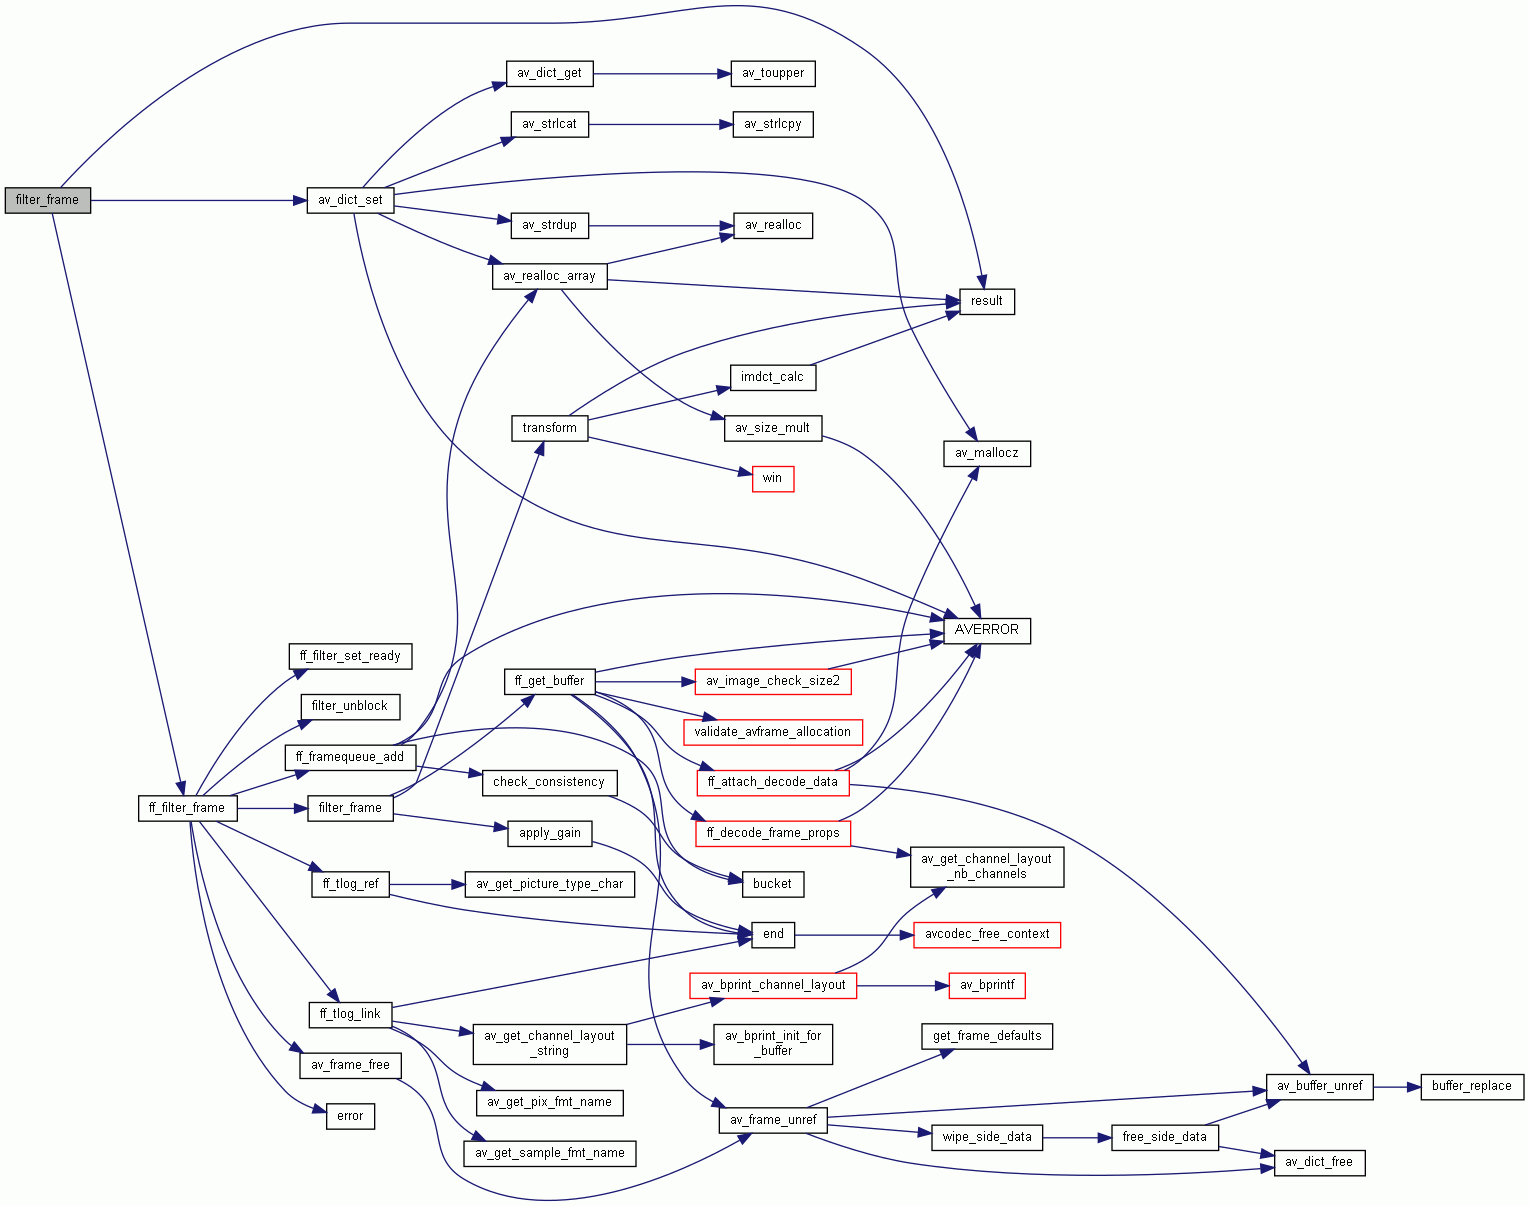 av_dict_get
av_toupper
av_strlcat
av_strlcpy
filter_frame
av_dict_set
av_strdup
av_realloc
av_realloc_array
result
imdct_calc
transform
av_size_mult
av_mallocz
win
AVERROR
ff_filter_set_ready
ff_get_buffer
av_image_check_size2
filter_unblock
validate_avframe_allocation
ff_framequeue_add
check_consistency
ff_attach_decode_data
ff_filter_frame
filter_frame
apply_gain
ff_decode_frame_props
av_get_channel_layout
_nb_channels
ff_tlog_ref
av_get_picture_type_char
bucket
end
avcodec_free_context
av_bprint_channel_layout
av_bprintf
ff_tlog_link
av_get_channel_layout
_string
av_bprint_init_for
_buffer
get_frame_defaults
av_frame_free
av_buffer_unref
buffer_replace
av_get_pix_fmt_name
error
av_frame_unref
wipe_side_data
free_side_data
av_get_sample_fmt_name
av_dict_free